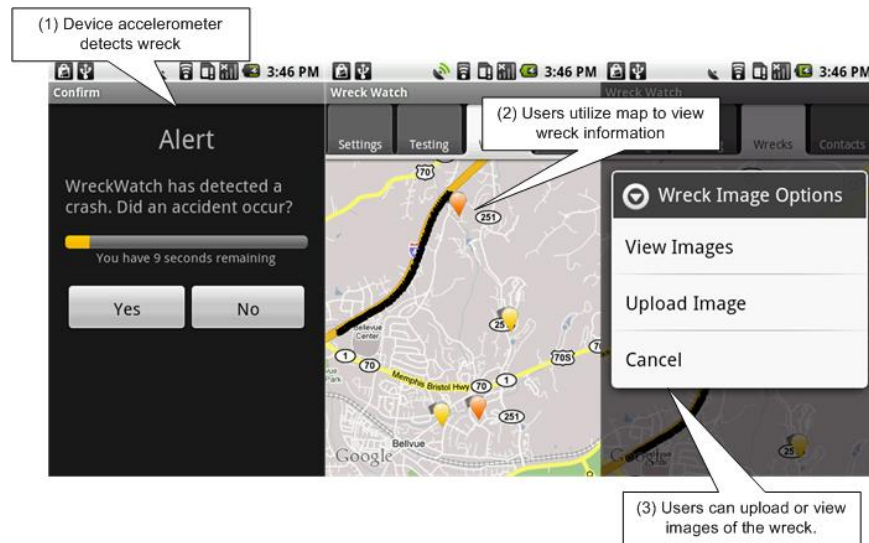 (1) Device accelerometer
detects wreck
3:46 PM
3:46 PM
3:46 PM
Confirm
Alert
WreckWatch has detected a
crash. Did an accident occur?
You have 9 seconds remaining
Yes
No
Wreck Watch
(2) Users utilize map to view
wreck information
Settings
Testing
70
251
Bellevue
Center
1
70
Memphis Bristol Hwy
70
1
70S
251
Bellevue
Google
Wreck Watch
Wrecks
Contacts
Wreck Image Options
View Images
Upload Image
Cancel
(3) Users can upload or view
images of the wreck.